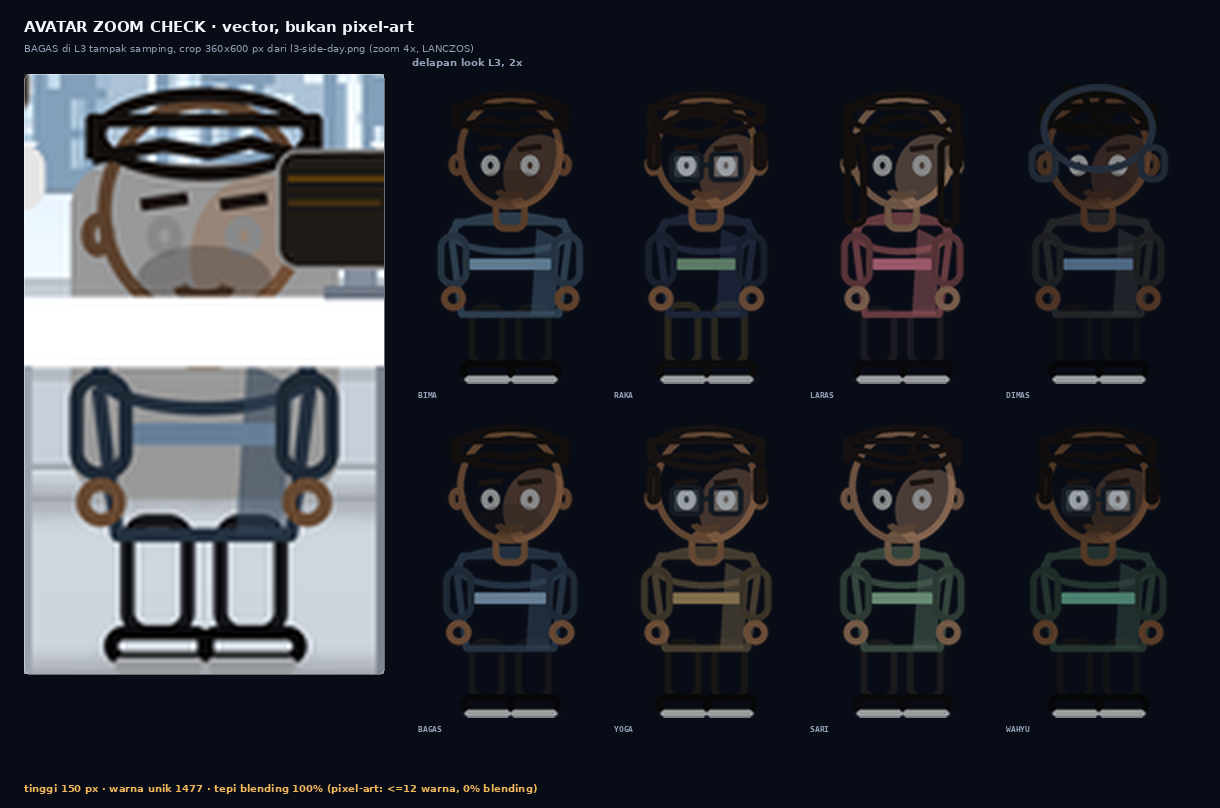 AVATAR ZOOM CHECK · vector, bukan pixel-art
BAGAS di L3 tampak samping, crop 360x600 px dari l3-side-day.png (zoom 4x, LANCZOS)
delapan look L3, 2x
BIMA
RAKA
LARAS
DIMAS
BAGAS
YOGA
SARI
WAHYU
tinggi 150 px · warna unik 1477 · tepi blending 100% (pixel-art: <=12 warna, 0% blending)